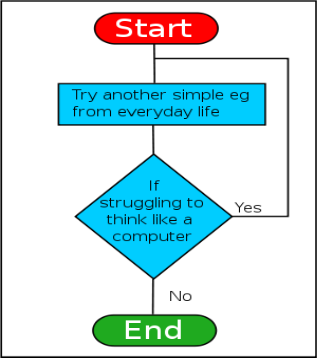 Start
Try another simple eg
from everyday life
If
struggling to
think like a
computer
Yes
No
End